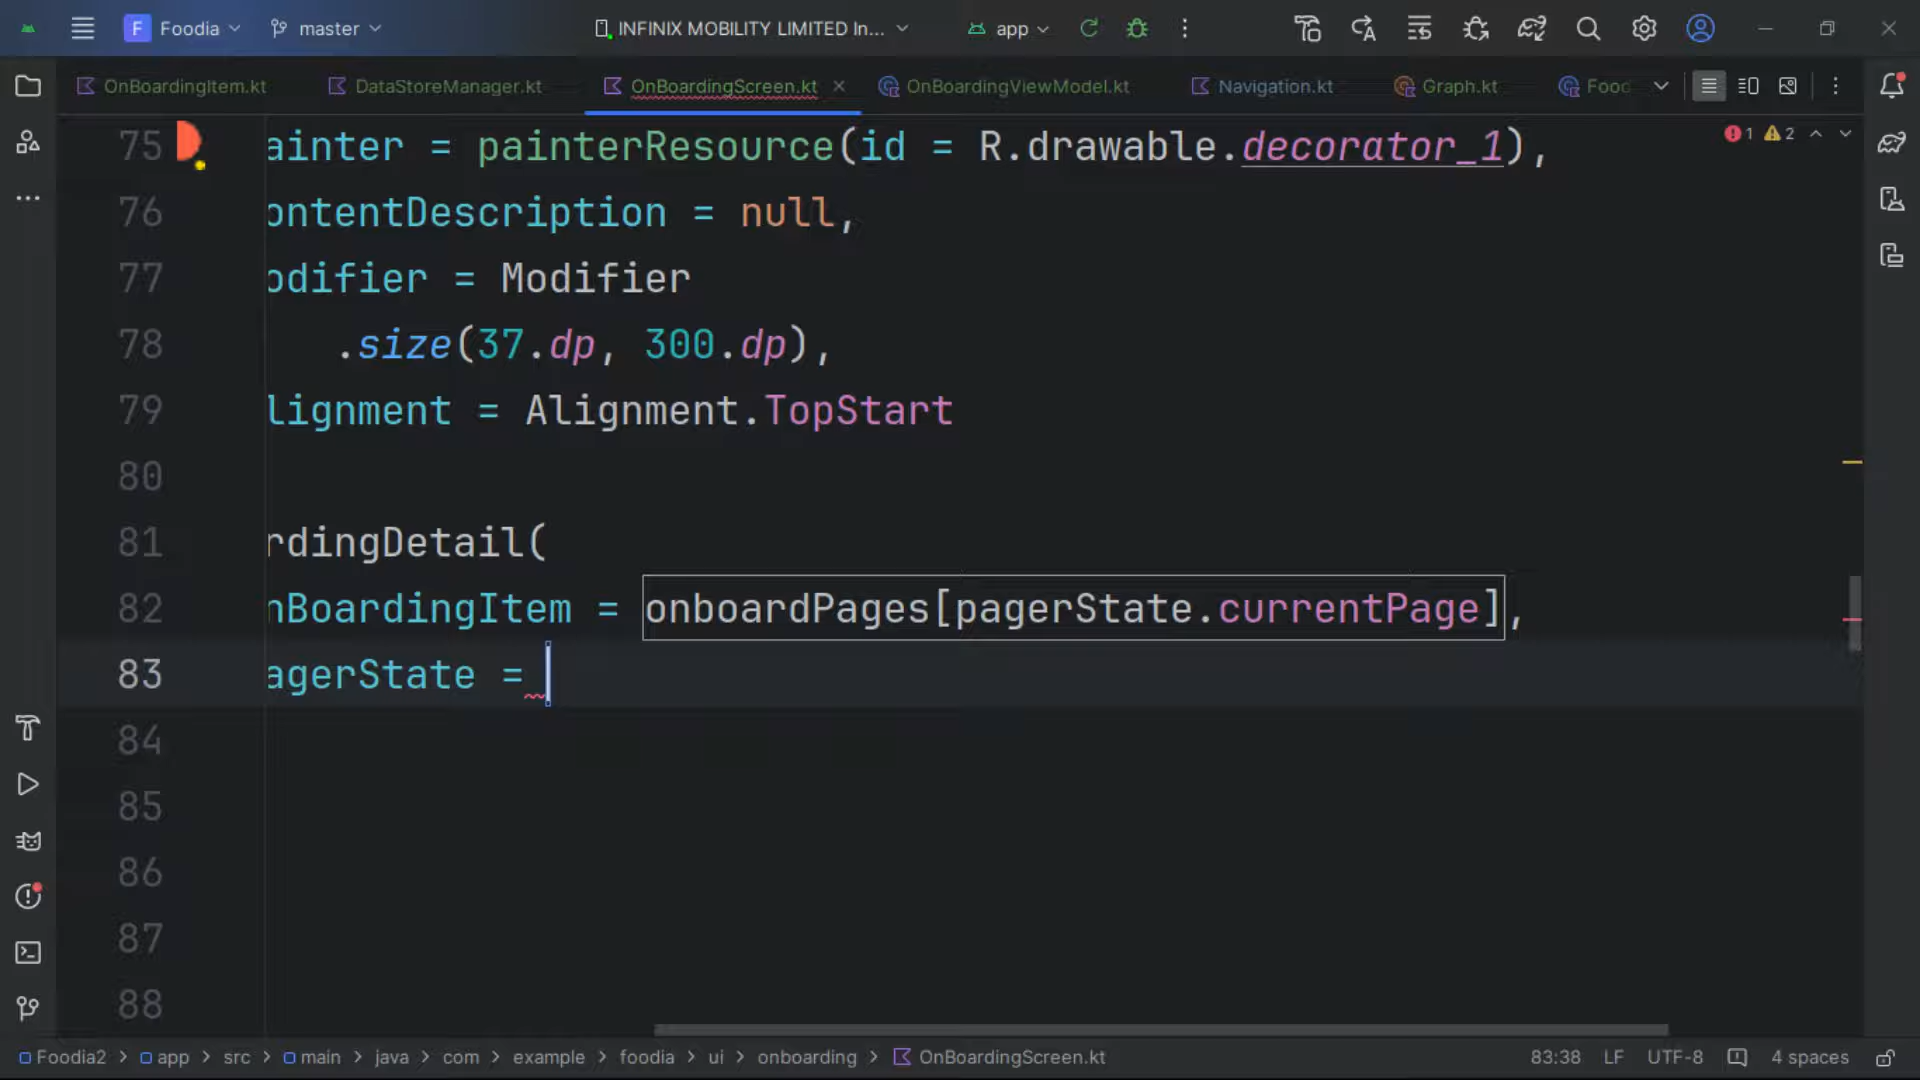 F Foodia master INFINIX MOBILITY LIMITED In... app
OnBoardingItem.kt DataStoreManager.kt OnBoardingScreen.kt OnBoardingViewModel.kt Navigation.kt Graph.kt Food
75 ainter = painterResource(id = R.drawable.decorator_1), 1 2
76 ontentDescription = null,
77 odifier = Modifier
78 .size(37.dp, 300.dp),
79 lignment = Alignment.TopStart
80
81 rdingDetail(
82 nBoardingItem = onboardPages[pagerState.currentPage],
83 agerState =
84
85
86
87
88
Foodia2 > app > src > main > java > com > example > foodia > ui > onboarding > OnBoardingScreen.kt 83:38 LF UTF-8 4 spaces